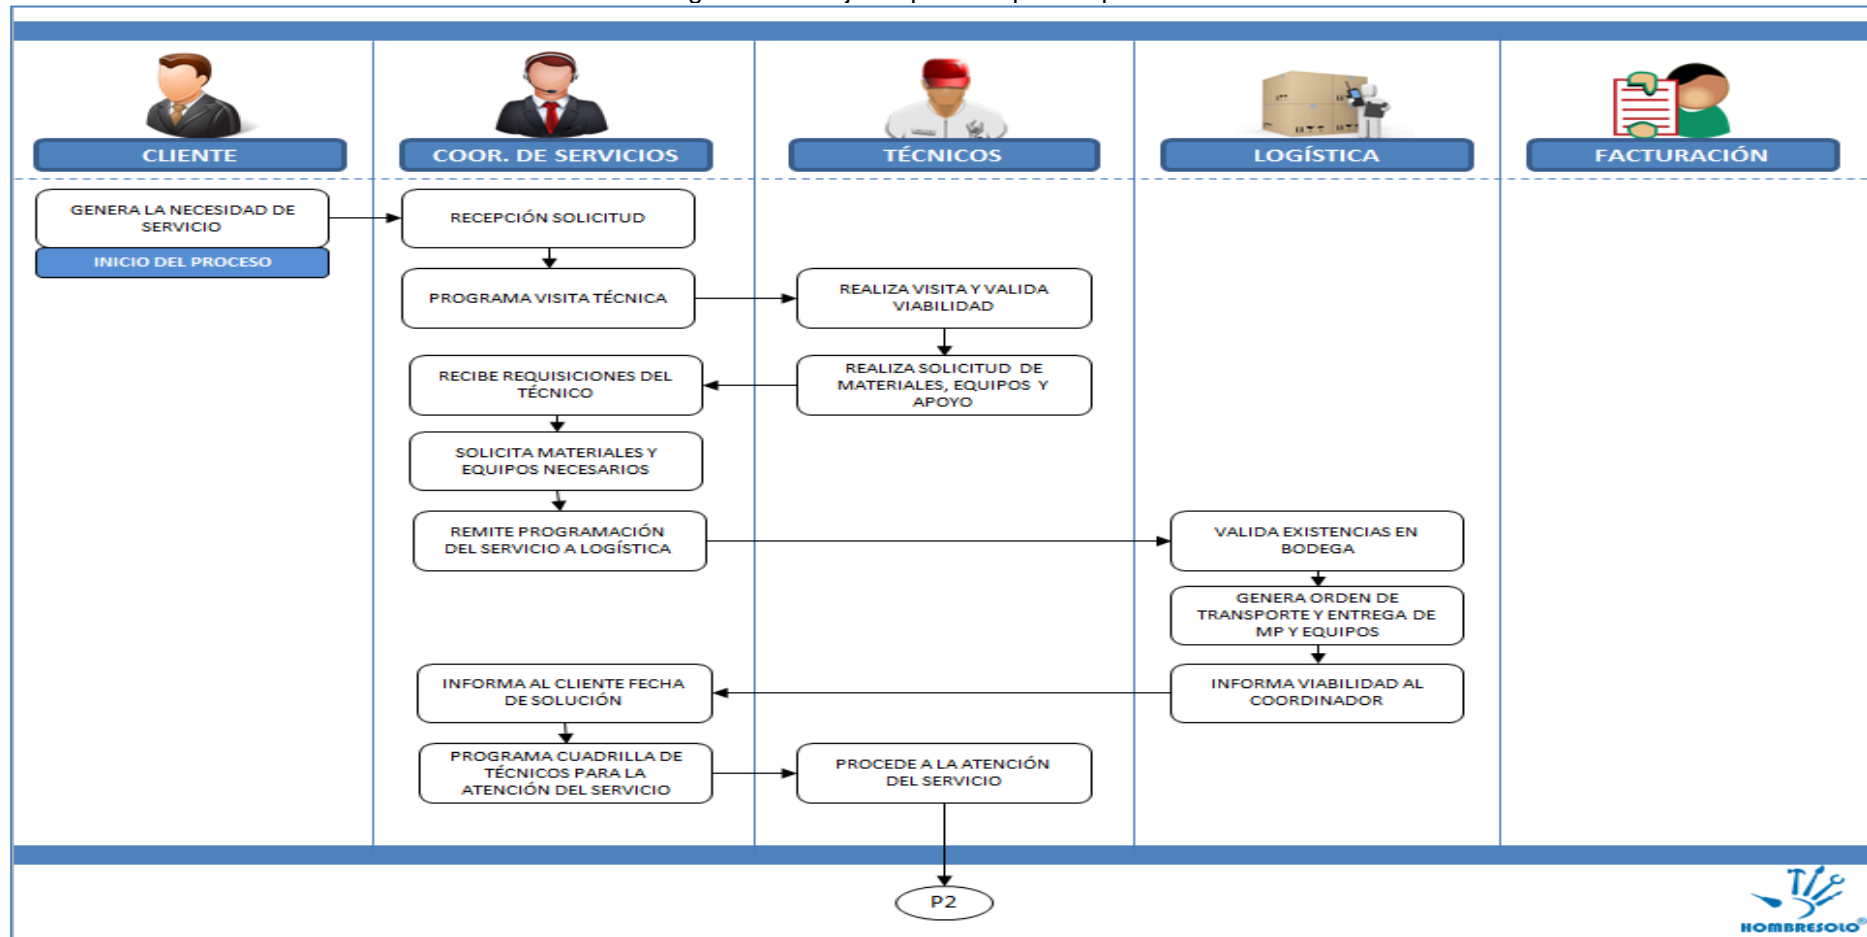 CLIENTE
COOR. DE SERVICIOS
TÉCNICOS
LOGÍSTICA
FACTURACIÓN
GENERA LA NECESIDAD DE
SERVICIO
INICIO DEL PROCESO
RECEPCIÓN SOLICITUD
PROGRAMA VISITA TÉCNICA
REALIZA VISITA Y VALIDA
VIABILIDAD
REALIZA SOLICITUD DE
MATERIALES, EQUIPOS Y
APOYO
RECIBE REQUISICIONES DEL
TÉCNICO
SOLICITA MATERIALES Y
EQUIPOS NECESARIOS
REMITE PROGRAMACIÓN
DEL SERVICIO A LOGÍSTICA
VALIDA EXISTENCIAS EN
BODEGA
GENERA ORDEN DE
TRANSPORTE Y ENTREGA DE
MP Y EQUIPOS
INFORMA VIABILIDAD AL
COORDINADOR
INFORMA AL CLIENTE FECHA
DE SOLUCIÓN
PROGRAMA CUADRILLA DE
TÉCNICOS PARA LA
ATENCIÓN DEL SERVICIO
PROCEDE A LA ATENCIÓN
DEL SERVICIO
P2
HOMBRESOLO®